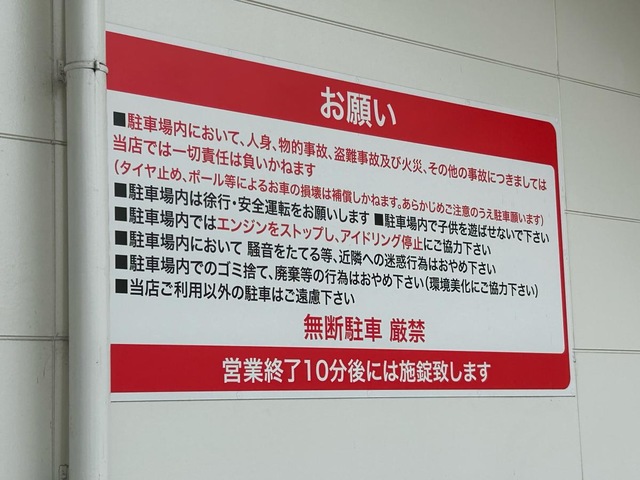 お願い
■駐車場内において、人身、物的事故、盗難事故及び火災、その他の事故につきましては
当店では一切責任は負いかねます
(タイヤ止め、ポール等によるお車の損壊は補償しかねます。あらかじめご注意のうえ駐車願います)
■駐車場内は徐行・安全運転をお願いします ■駐車場内で子供を遊ばせないで下さい
■駐車場内ではエンジンをストップし、アイドリング停止にご協力下さい
■駐車場内において 騒音をたてる等、近隣への迷惑行為はおやめ下さい
■駐車場内でのゴミ捨て、廃棄等の行為はおやめ下さい(環境美化にご協力下さい)
■当店ご利用以外の駐車はご遠慮下さい
無断駐車 厳禁
営業終了10分後には施錠致します